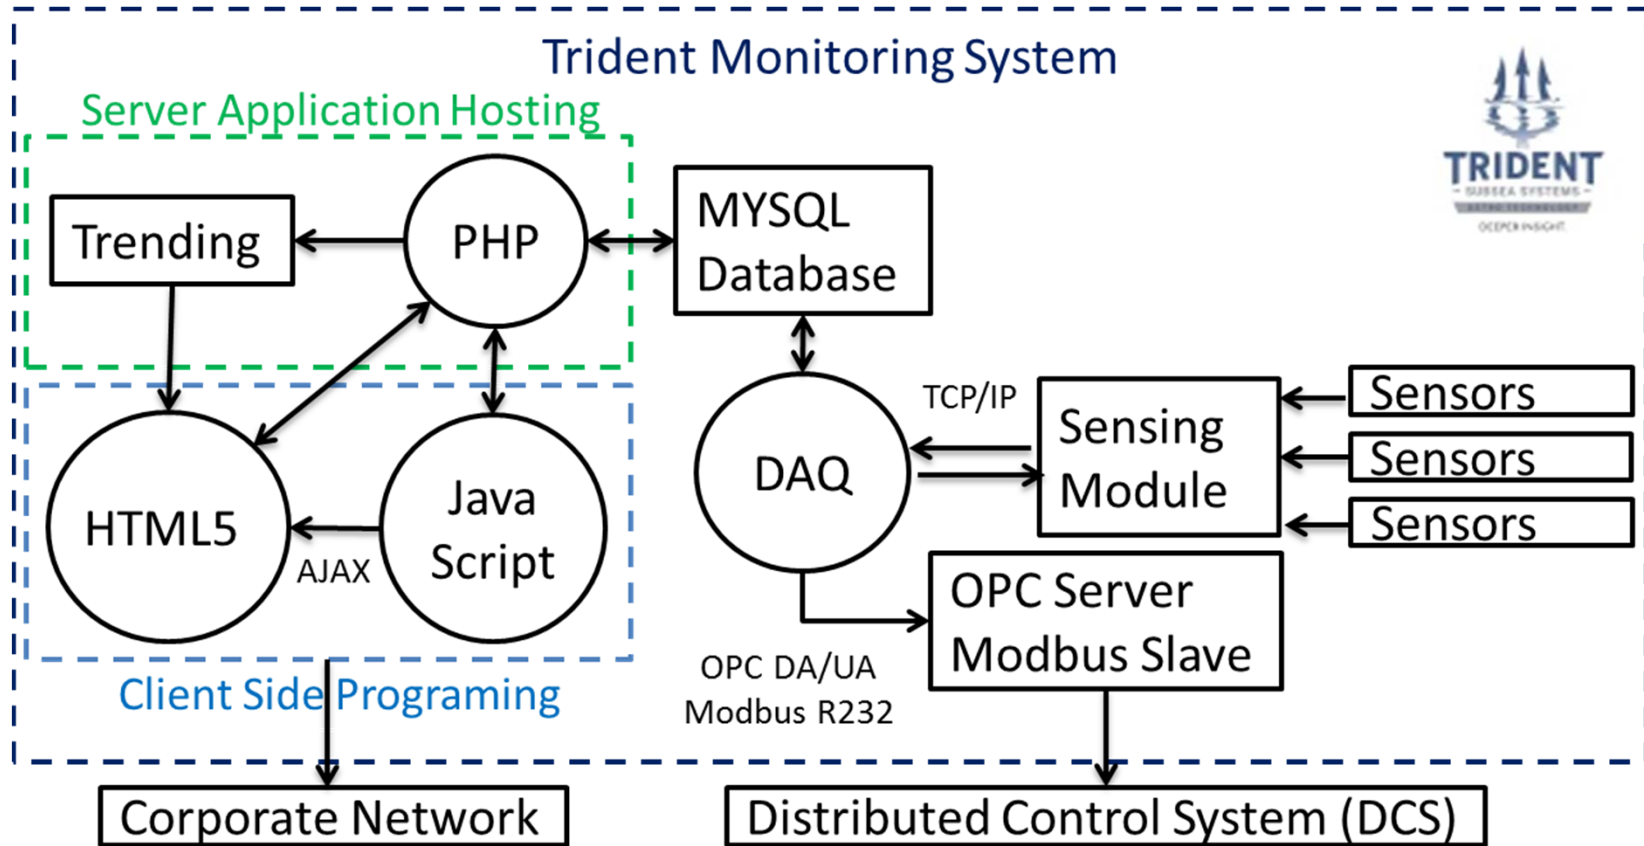 Trident Monitoring System
Server Application Hosting
TRIDENT
SUBSEA SYSTEMS
Trending
PHP
MYSQL
Database
HTML5
AJAX
Java
Script
Client Side Programing
DAQ
TCP/IP
Sensing
Module
Sensors
Sensors
Sensors
OPC DA/UA
Modbus R232
OPC Server
Modbus Slave
Corporate Network
Distributed Control System (DCS)